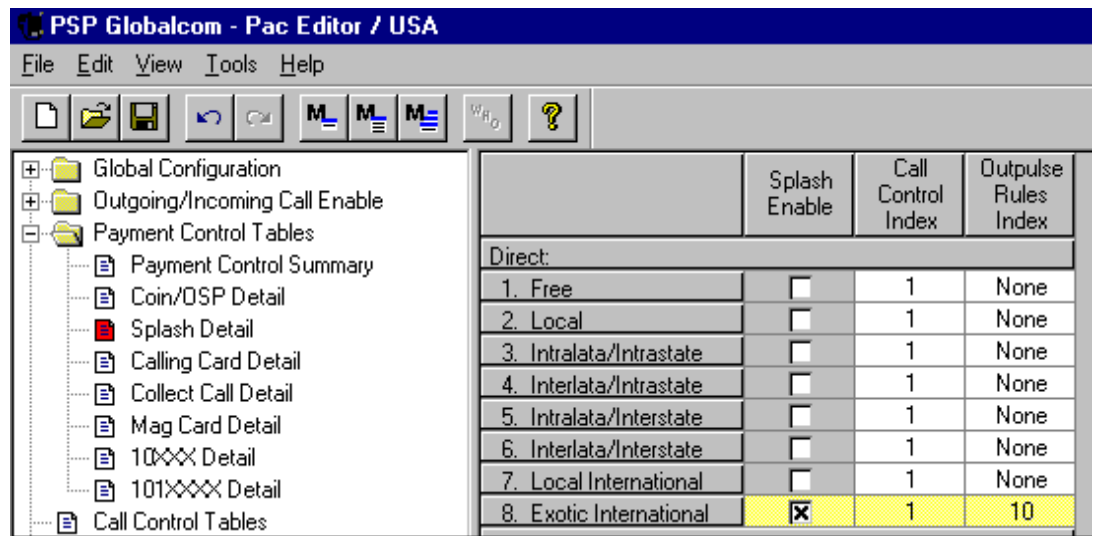 PSP Globalcom - Pac Editor / USA
File Edit View Tools Help
M M M WHO ?
Global Configuration
Outgoing/Incoming Call Enable
Payment Control Tables
Payment Control Summary
Coin/OSP Detail
Splash Detail
Calling Card Detail
Collect Call Detail
Mag Card Detail
10XXX Detail
101XXXX Detail
Call Control Tables
Splash Enable Call Control Index Outpulse Rules Index
Direct:
1. Free 1 None
2. Local 1 None
3. Intralata/Intrastate 1 None
4. Interlata/Intrastate 1 None
5. Intralata/Interstate 1 None
6. Interlata/Interstate 1 None
7. Local International 1 None
8. Exotic International 1 10